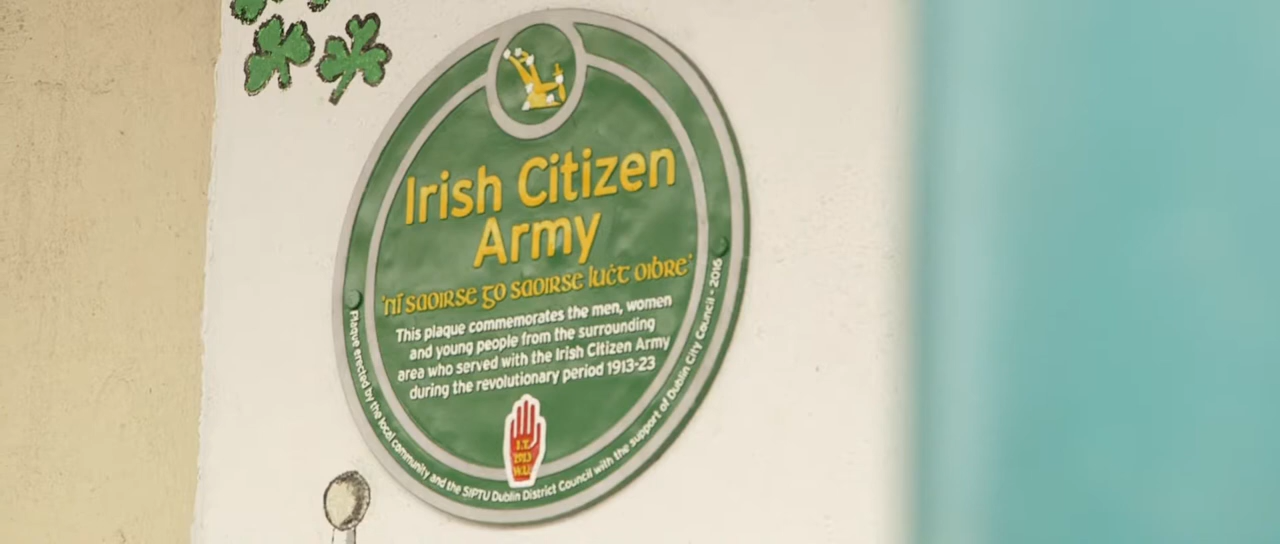 Irish Citizen
Army
'ní saoirse go saoirse luċt oibre'
This plaque commemorates the men, women
and young people from the surrounding
area who served with the Irish Citizen Army
during the revolutionary period 1913-23
I.T.
1913
W.U.
Plaque erected by the local community and the SIPTU Dublin District Council with the support of Dublin City Council - 2016